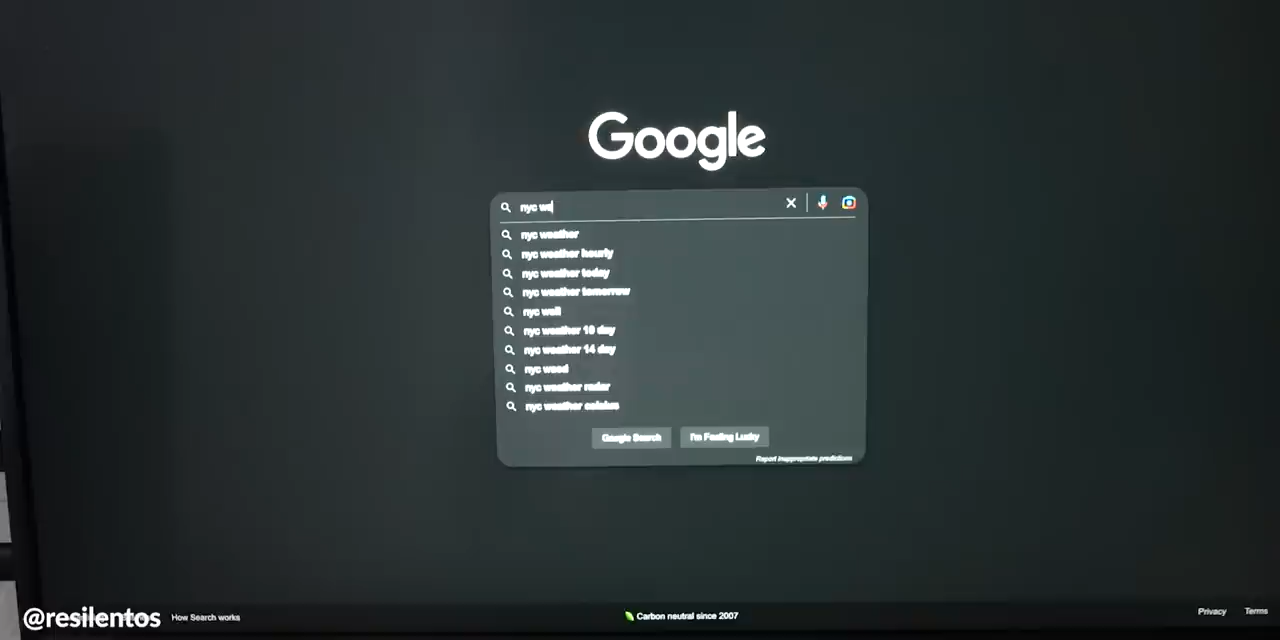 Google
nyc we
nyc weather
nyc weather hourly
nyc weather today
nyc weather tomorrow
nyc well
nyc weather 10 day
nyc weather 14 day
nyc weed
nyc weather radar
nyc weather celsius
Google Search
I'm Feeling Lucky
Report inappropriate predictions
@resilentos
How Search works
Carbon neutral since 2007
Privacy
Terms